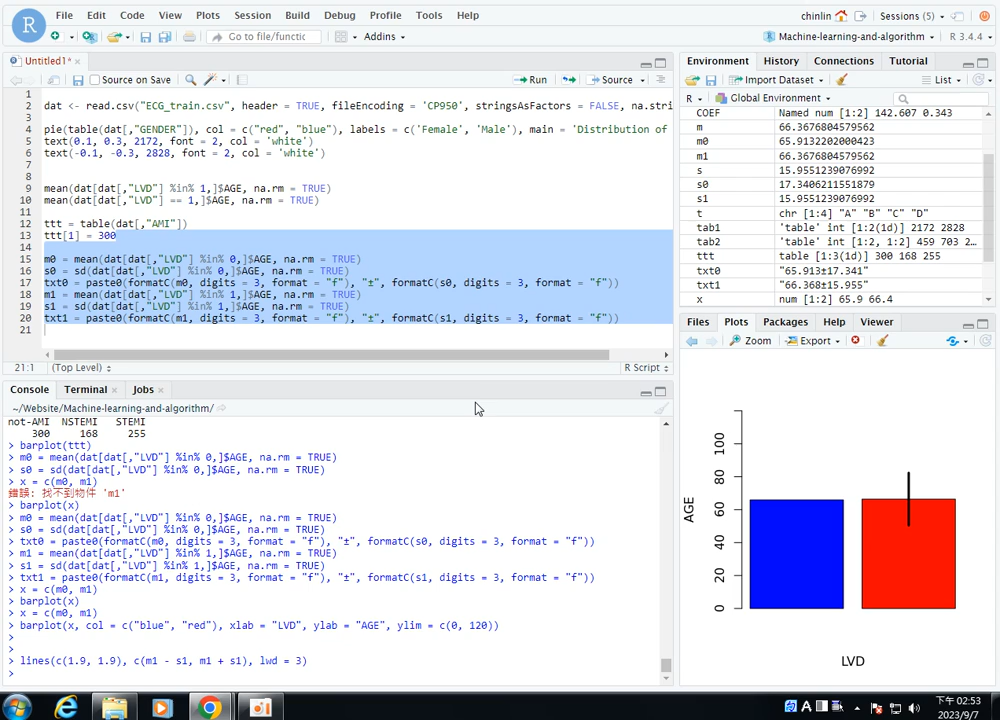 File Edit Code View Plots Session Build Debug Profile Tools Help
chinlin
Sessions (5)
R
Go to file/functic
Addins
Machine-learning-and-algorithm
R 3.4.4
Untitled1*
Source on Save
Run
Source
1
2 dat <- read.csv("ECG_train.csv", header = TRUE, fileEncoding = 'CP950', stringsAsFactors = FALSE, na.stri
3
4 pie(table(dat[,"GENDER"]), col = c("red", "blue"), labels = c('Female', 'Male'), main = 'Distribution of
5 text(0.1, 0.3, 2172, font = 2, col = 'white')
6 text(-0.1, -0.3, 2828, font = 2, col = 'white')
7
8
9 mean(dat[dat[,"LVD"] %in% 1,]$AGE, na.rm = TRUE)
10 mean(dat[dat[,"LVD"] == 1,]$AGE, na.rm = TRUE)
11
12 ttt = table(dat[,"AMI"])
13 ttt[1] = 300
14
15 m0 = mean(dat[dat[,"LVD"] %in% 0,]$AGE, na.rm = TRUE)
16 s0 = sd(dat[dat[,"LVD"] %in% 0,]$AGE, na.rm = TRUE)
17 txt0 = paste0(formatC(m0, digits = 3, format = "f"), "±", formatC(s0, digits = 3, format = "f"))
18 m1 = mean(dat[dat[,"LVD"] %in% 1,]$AGE, na.rm = TRUE)
19 s1 = sd(dat[dat[,"LVD"] %in% 1,]$AGE, na.rm = TRUE)
20 txt1 = paste0(formatC(m1, digits = 3, format = "f"), "±", formatC(s1, digits = 3, format = "f"))
21
21:1 (Top Level) R Script
Console Terminal Jobs
~/Website/Machine-learning-and-algorithm/
not-AMI NSTEMI STEMI
300 168 255
> barplot(ttt)
> m0 = mean(dat[dat[,"LVD"] %in% 0,]$AGE, na.rm = TRUE)
> s0 = sd(dat[dat[,"LVD"] %in% 0,]$AGE, na.rm = TRUE)
> x = c(m0, m1)
錯誤: 找不到物件 'm1'
> barplot(x)
> m0 = mean(dat[dat[,"LVD"] %in% 0,]$AGE, na.rm = TRUE)
> s0 = sd(dat[dat[,"LVD"] %in% 0,]$AGE, na.rm = TRUE)
> txt0 = paste0(formatC(m0, digits = 3, format = "f"), "±", formatC(s0, digits = 3, format = "f"))
> m1 = mean(dat[dat[,"LVD"] %in% 1,]$AGE, na.rm = TRUE)
> s1 = sd(dat[dat[,"LVD"] %in% 1,]$AGE, na.rm = TRUE)
> txt1 = paste0(formatC(m1, digits = 3, format = "f"), "±", formatC(s1, digits = 3, format = "f"))
> x = c(m0, m1)
> barplot(x)
> x = c(m0, m1)
> barplot(x, col = c("blue", "red"), xlab = "LVD", ylab = "AGE", ylim = c(0, 120))
>
>
> lines(c(1.9, 1.9), c(m1 - s1, m1 + s1), lwd = 3)
>
Environment History Connections Tutorial
Import Dataset
List
R
Global Environment
COEF Named num [1:2] 142.607 0.343
m 66.3676804579562
m0 65.9132202000423
m1 66.3676804579562
s 15.9551239076992
s0 17.3406211551879
s1 15.9551239076992
t chr [1:4] "A" "B" "C" "D"
tab1 'table' int [1:2(1d)] 2172 2828
tab2 'table' int [1:2, 1:2] 459 703 2…
ttt table [1:3(1d)] 300 168 255
txt0 "65.913±17.341"
txt1 "66.368±15.955"
x num [1:2] 65.9 66.4
Files Plots Packages Help Viewer
Zoom
Export
AGE
100
80
60
40
20
0
LVD
A
下午 02:53
2023/9/7